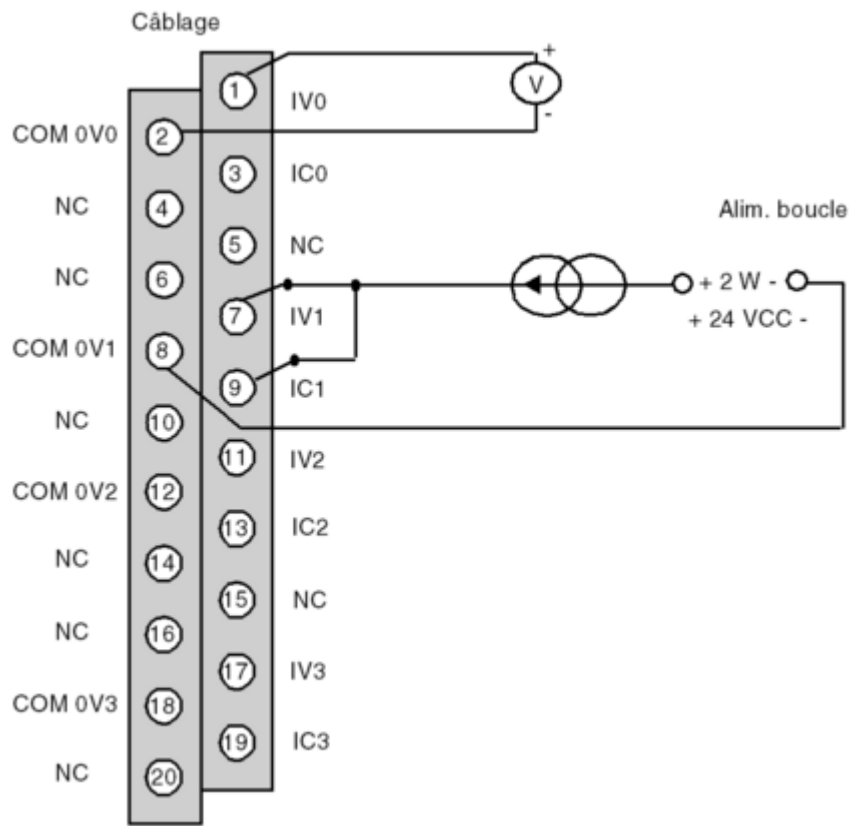 Câblage
1
IV0
+
V
-
COM 0V0
2
3
IC0
NC
4
5
NC
Alim. boucle
NC
6
7
IV1
+ 2 W -
+ 24 VCC -
COM 0V1
8
9
IC1
NC
10
11
IV2
COM 0V2
12
13
IC2
NC
14
15
NC
NC
16
17
IV3
COM 0V3
18
19
IC3
NC
20